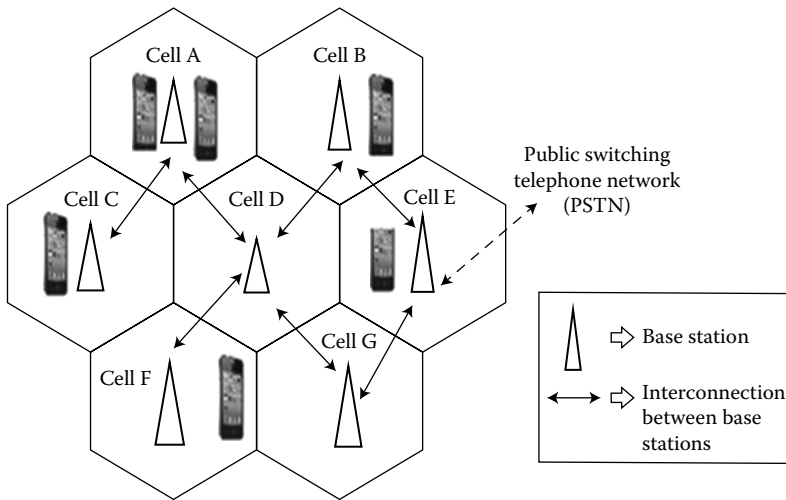 Cell A
Cell B
Public switching
telephone network
(PSTN)
Cell C
Cell D
Cell E
Cell G
Cell F
Base station
Interconnection
between base
stations